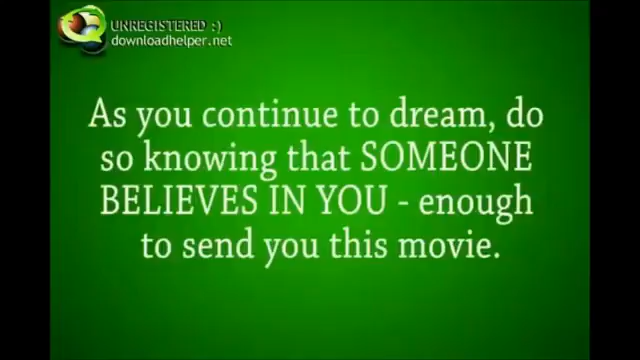 UNREGISTERED :)
downloadhelper.net
As you continue to dream, do
so knowing that SOMEONE
BELIEVES IN YOU - enough
to send you this movie.